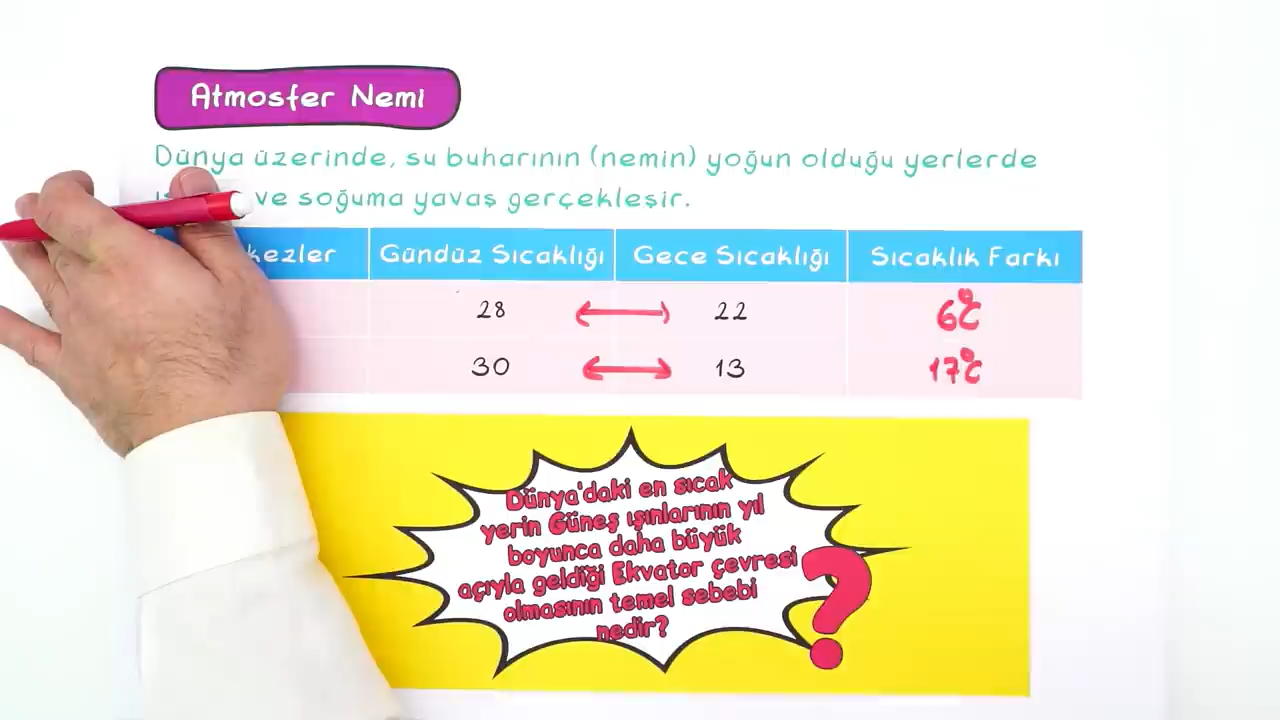 Atmosfer Nemi
Dünya üzerinde, su buharının (nemin) yoğun olduğu yerlerde
ve soğuma yavaş gerçekleşir.
Gündüz Sıcaklığı Gece Sıcaklığı Sıcaklık Farkı
28 22 6°C
30 13 17°C
Dünya'daki en sıcak
yerin Güneş ışınlarının yıl
boyunca daha büyük
açıyla geldiği Ekvator çevresi
olmasının temel sebebi
nedir?
?